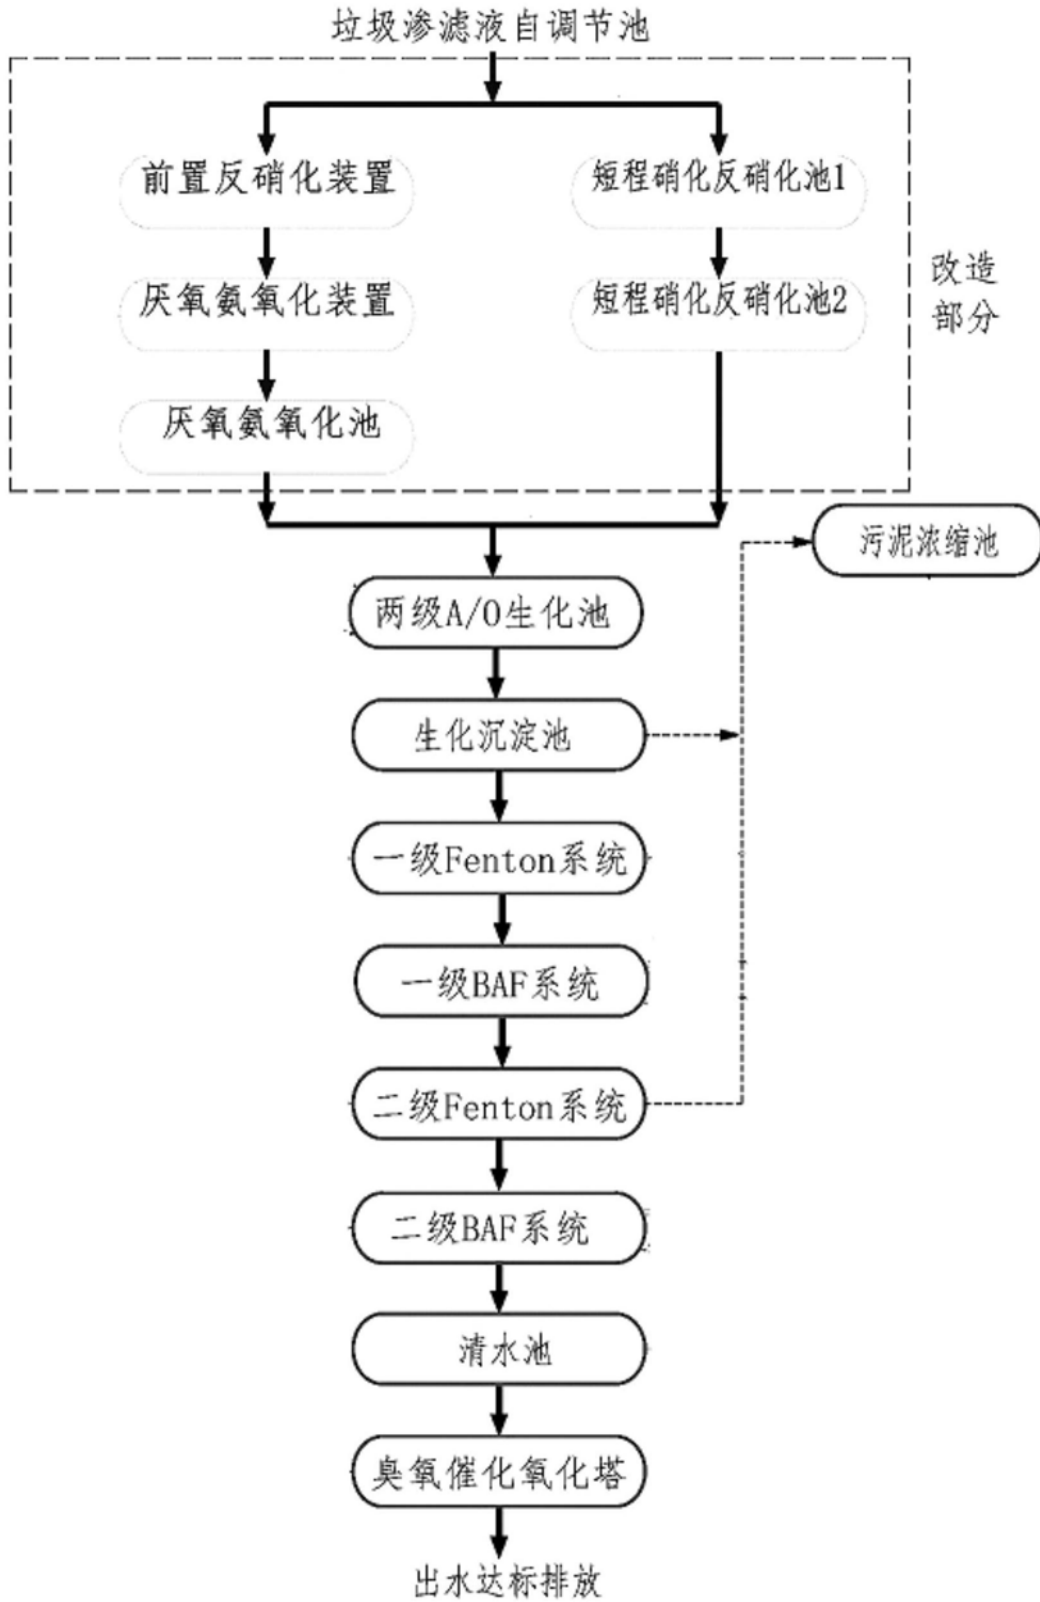 垃圾渗滤液自调节池
前置反硝化装置
短程硝化反硝化池1
厌氧氨氧化装置
短程硝化反硝化池2
改造
部分
厌氧氨氧化池
污泥浓缩池
两级A/O生化池
生化沉淀池
一级Fenton系统
一级BAF系统
二级Fenton系统
二级BAF系统
清水池
臭氧催化氧化塔
出水达标排放